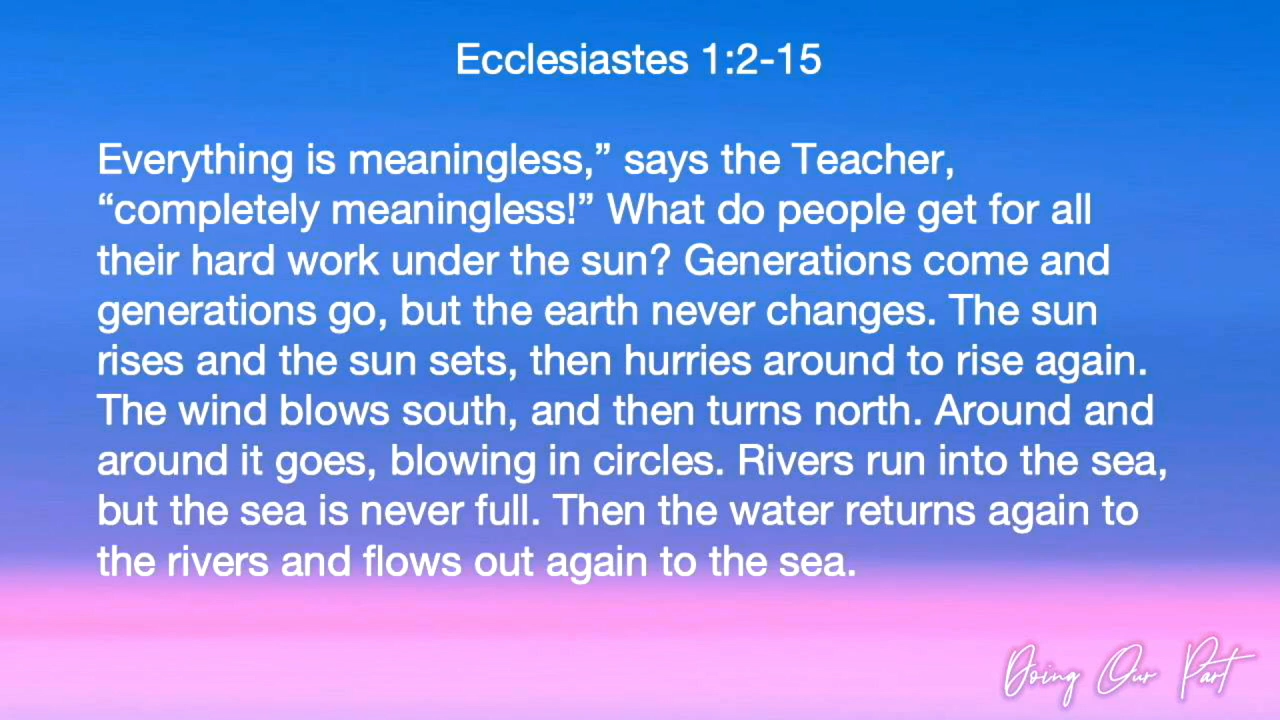 Ecclesiastes 1:2-15
Everything is meaningless,” says the Teacher,
“completely meaningless!” What do people get for all
their hard work under the sun? Generations come and
generations go, but the earth never changes. The sun
rises and the sun sets, then hurries around to rise again.
The wind blows south, and then turns north. Around and
around it goes, blowing in circles. Rivers run into the sea,
but the sea is never full. Then the water returns again to
the rivers and flows out again to the sea.
Doing Our Part